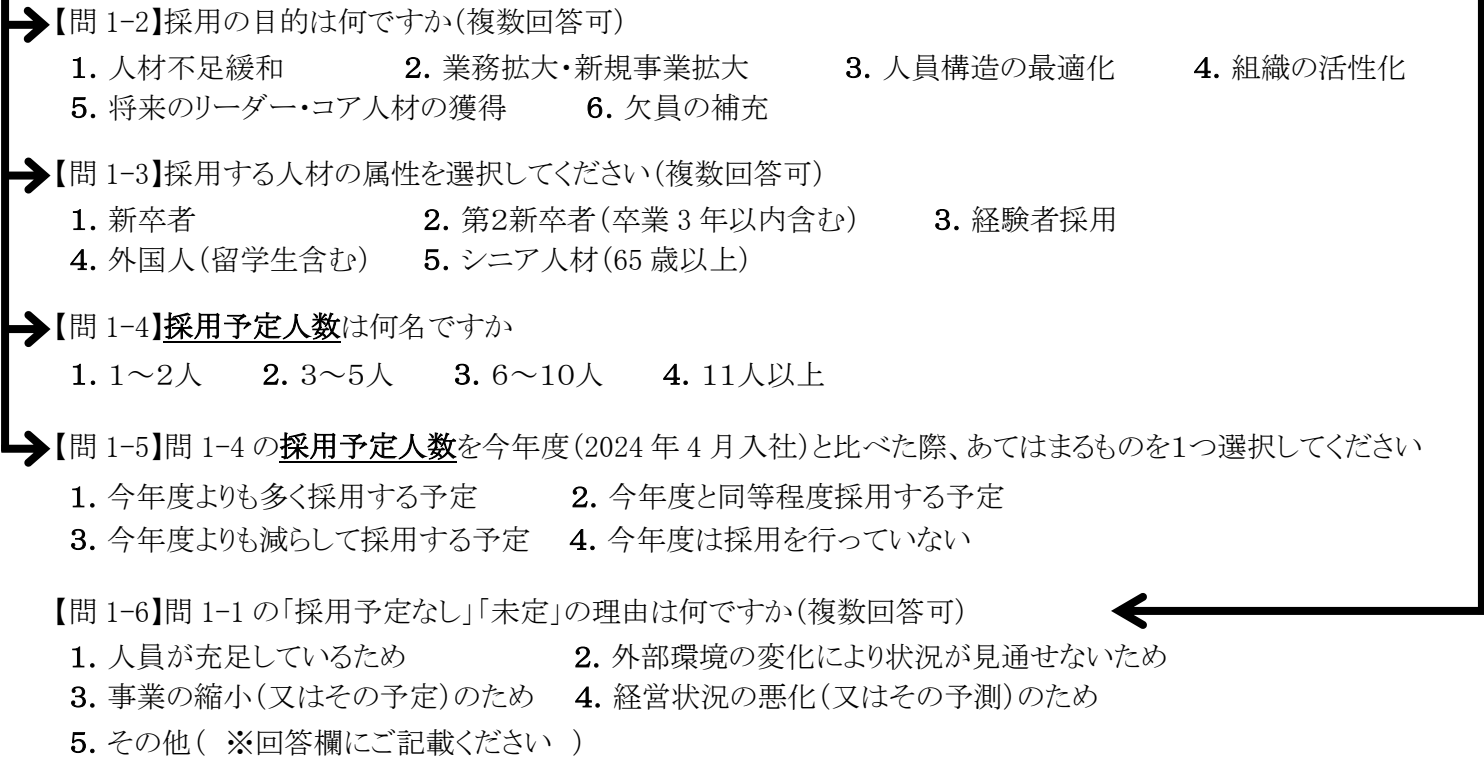 【問 1-2】採用の目的は何ですか(複数回答可)
1. 人材不足緩和 2. 業務拡大・新規事業拡大 3. 人員構造の最適化 4. 組織の活性化
5. 将来のリーダー・コア人材の獲得 6. 欠員の補充
【問 1-3】採用する人材の属性を選択してください(複数回答可)
1. 新卒者 2. 第2新卒者(卒業 3 年以内含む) 3. 経験者採用
4. 外国人(留学生含む) 5. シニア人材(65 歳以上)
【問 1-4】採用予定人数は何名ですか
1. 1~2人 2. 3~5人 3. 6~10人 4. 11人以上
【問 1-5】問 1-4 の採用予定人数を今年度(2024 年 4 月入社)と比べた際、あてはまるものを1つ選択してください
1. 今年度よりも多く採用する予定 2. 今年度と同等程度採用する予定
3. 今年度よりも減らして採用する予定 4. 今年度は採用を行っていない
【問 1-6】問 1-1 の「採用予定なし」「未定」の理由は何ですか(複数回答可)
1. 人員が充足しているため 2. 外部環境の変化により状況が見通せないため
3. 事業の縮小(又はその予定)のため 4. 経営状況の悪化(又はその予測)のため
5. その他( ※回答欄にご記載ください )